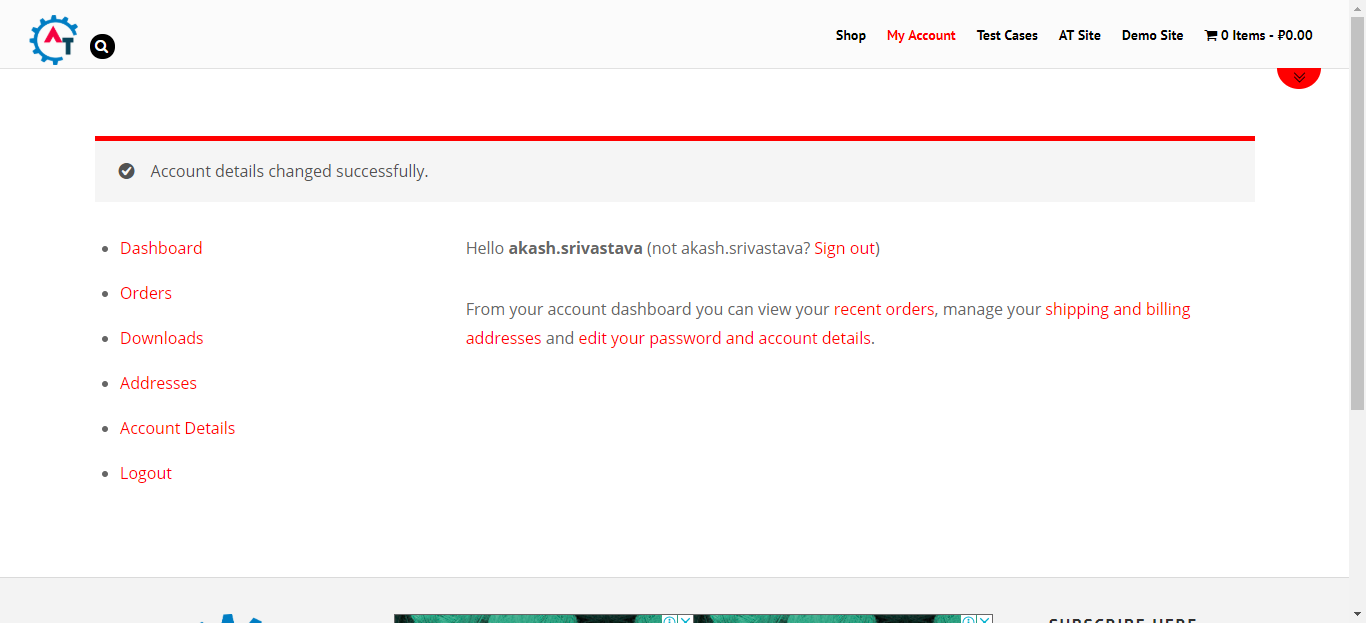 AT
Shop My Account Test Cases AT Site Demo Site 0 Items - ₽0.00
Account details changed successfully.
Dashboard
Orders
Downloads
Addresses
Account Details
Logout
Hello akash.srivastava (not akash.srivastava? Sign out)
From your account dashboard you can view your recent orders, manage your shipping and billing
addresses and edit your password and account details.
SUBSCRIBE HERE